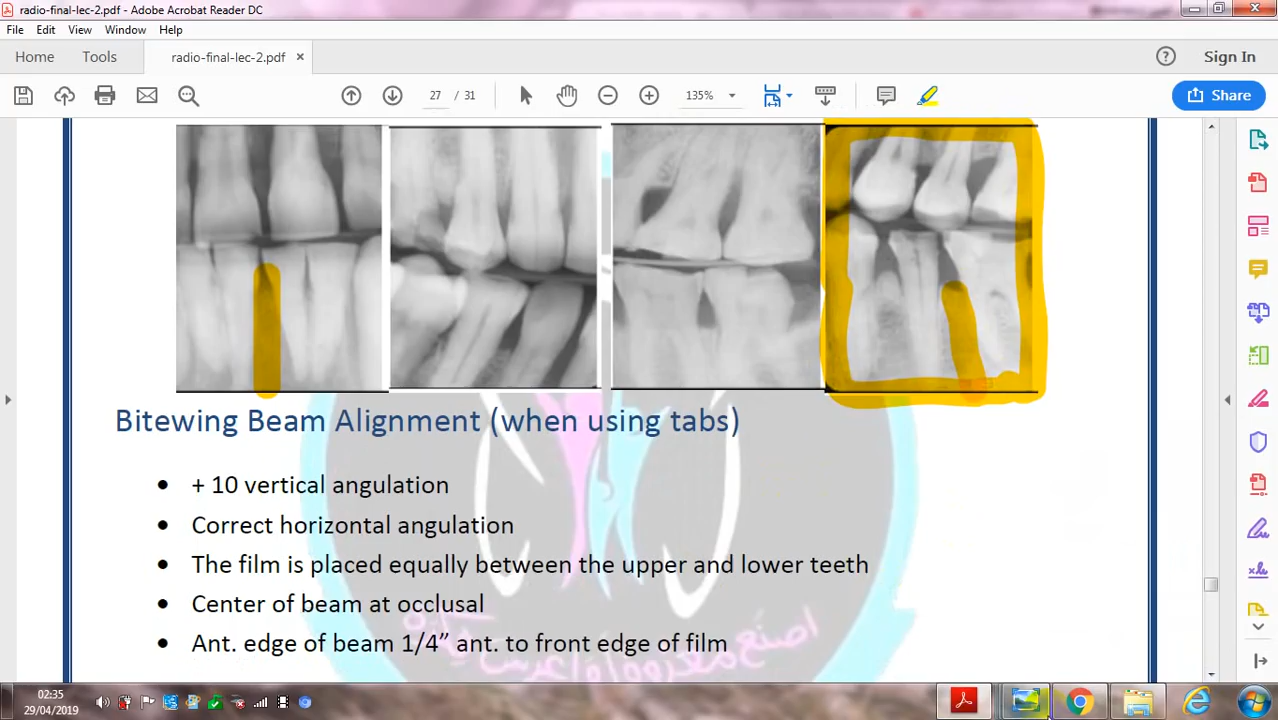 radio-final-lec-2.pdf - Adobe Acrobat Reader DC
File Edit View Window Help
Home Tools radio-final-lec-2.pdf × ? Sign In
27 / 31 135% Share
Bitewing Beam Alignment (when using tabs)
• + 10 vertical angulation
• Correct horizontal angulation
• The film is placed equally between the upper and lower teeth
• Center of beam at occlusal
• Ant. edge of beam 1/4” ant. to front edge of film
اصنع معروفا
02:35
29/04/2019